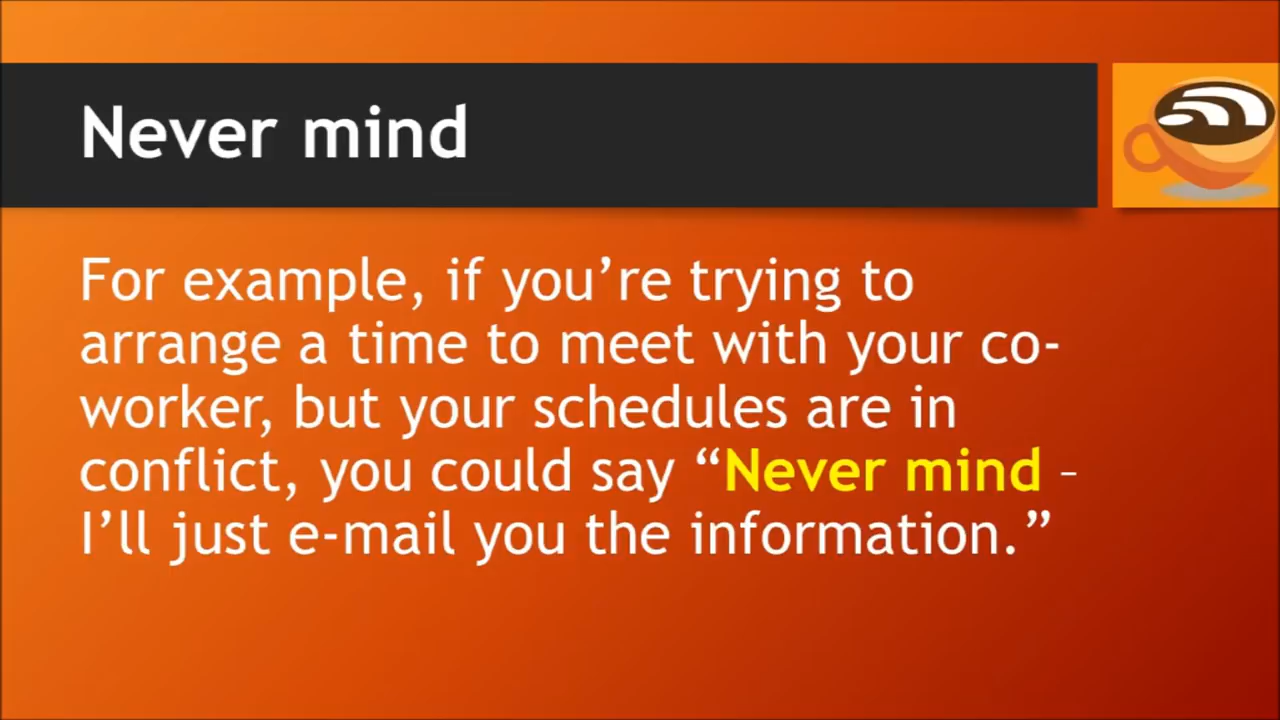 Never mind
For example, if you’re trying to
arrange a time to meet with your co-
worker, but your schedules are in
conflict, you could say “Never mind –
I’ll just e-mail you the information.”